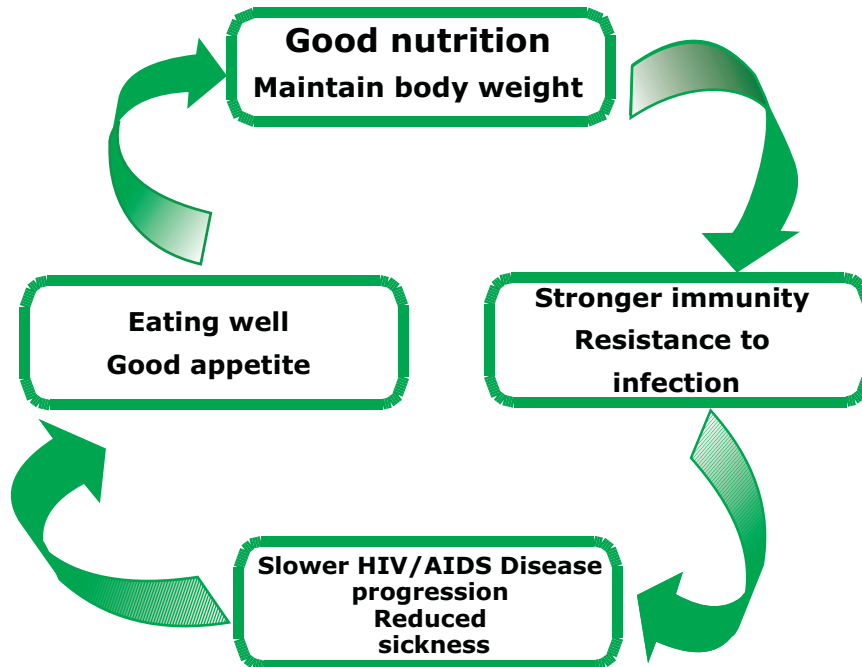 Good nutrition
Maintain body weight
Stronger immunity
Resistance to
infection
Slower HIV/AIDS Disease
progression
Reduced
sickness
Eating well
Good appetite